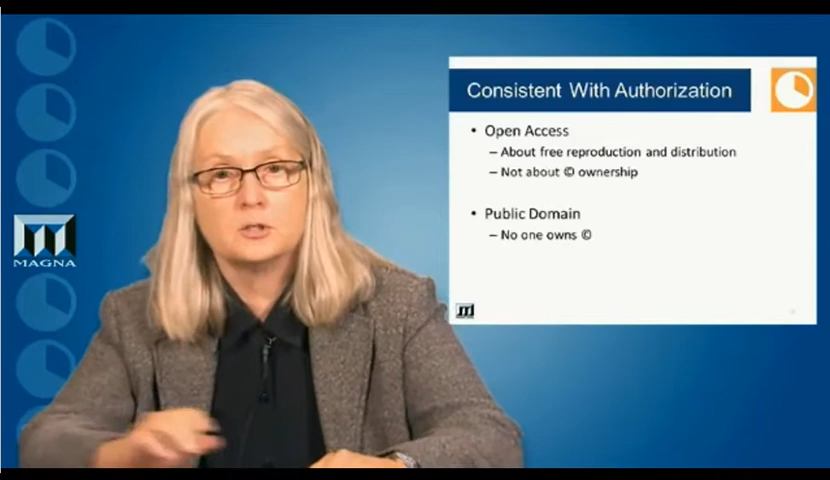 Consistent With Authorization
• Open Access
– About free reproduction and distribution
– Not about © ownership
• Public Domain
– No one owns ©
MAGNA